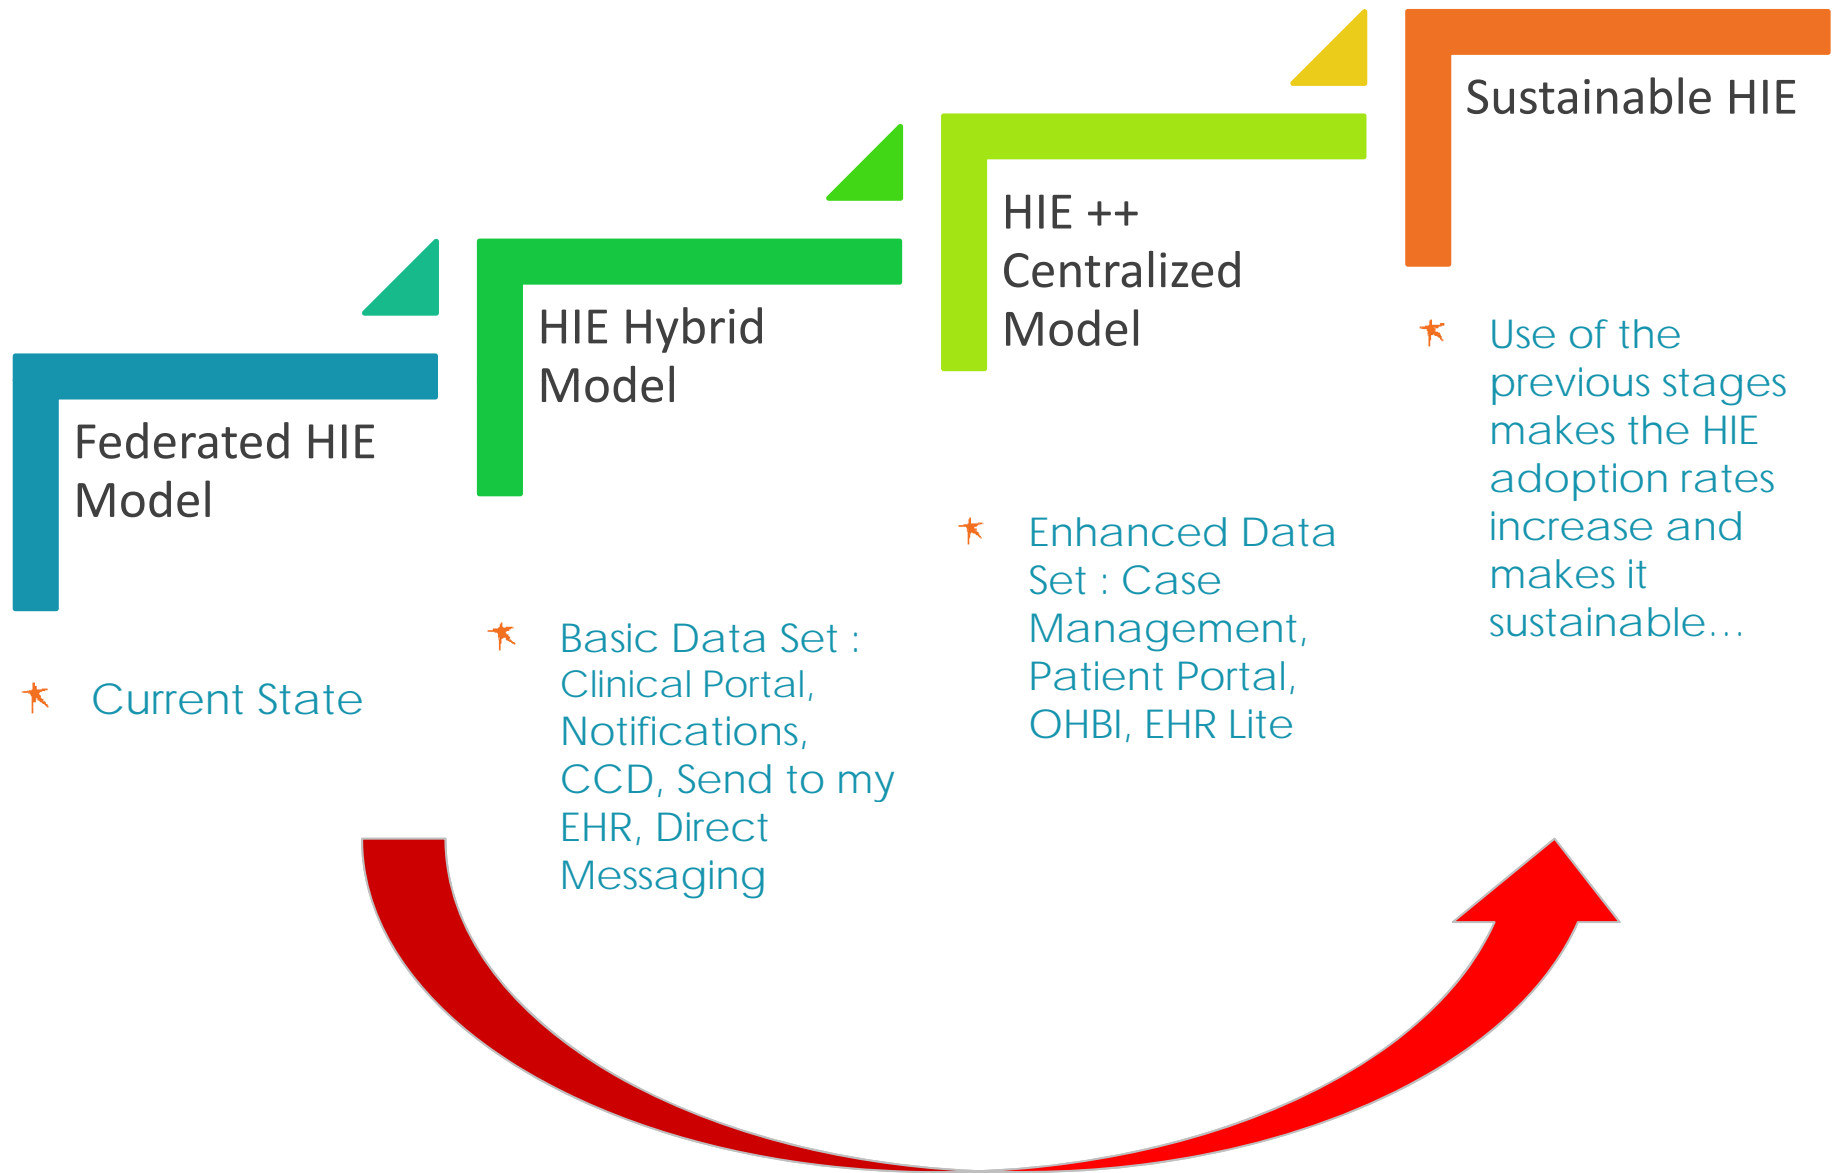 Federated HIE
Model
Current State
HIE Hybrid
Model
Basic Data Set :
Clinical Portal,
Notifications,
CCD, Send to my
EHR, Direct
Messaging
HIE ++
Centralized
Model
Enhanced Data
Set : Case
Management,
Patient Portal,
OHBI, EHR Lite
Sustainable HIE
Use of the
previous stages
makes the HIE
adoption rates
increase and
makes it
sustainable…